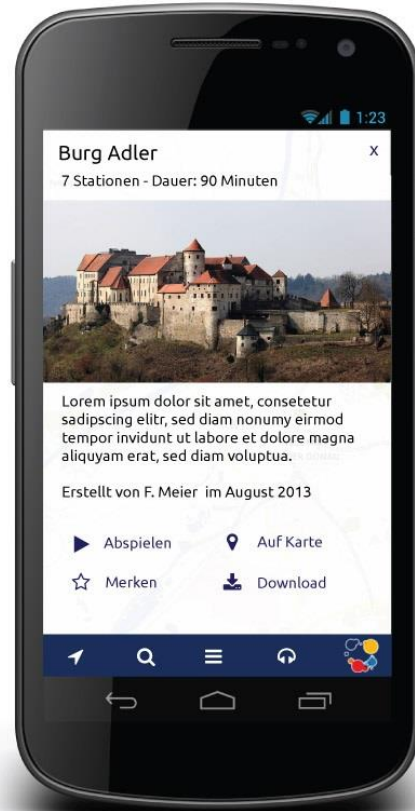 1:23
Burg Adler
x
7 Stationen - Dauer: 90 Minuten
Lorem ipsum dolor sit amet, consetetur
sadipscing elitr, sed diam nonumy eirmod
tempor invidunt ut labore et dolore magna
aliquyam erat, sed diam voluptua.
Erstellt von F. Meier im August 2013
Abspielen
Auf Karte
Merken
Download